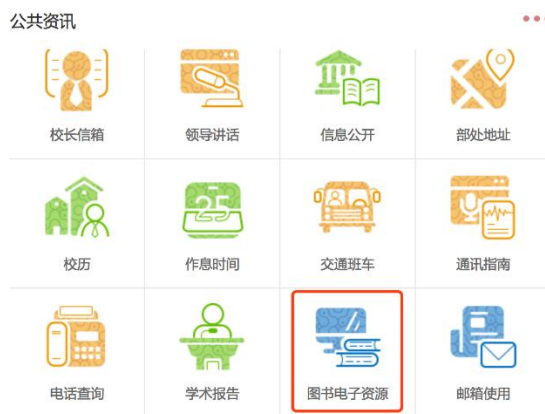 公共资讯
校长信箱
领导讲话
信息公开
部处地址
校历
作息时间
交通班车
通讯指南
25
电话查询
学术报告
图书电子资源
邮箱使用